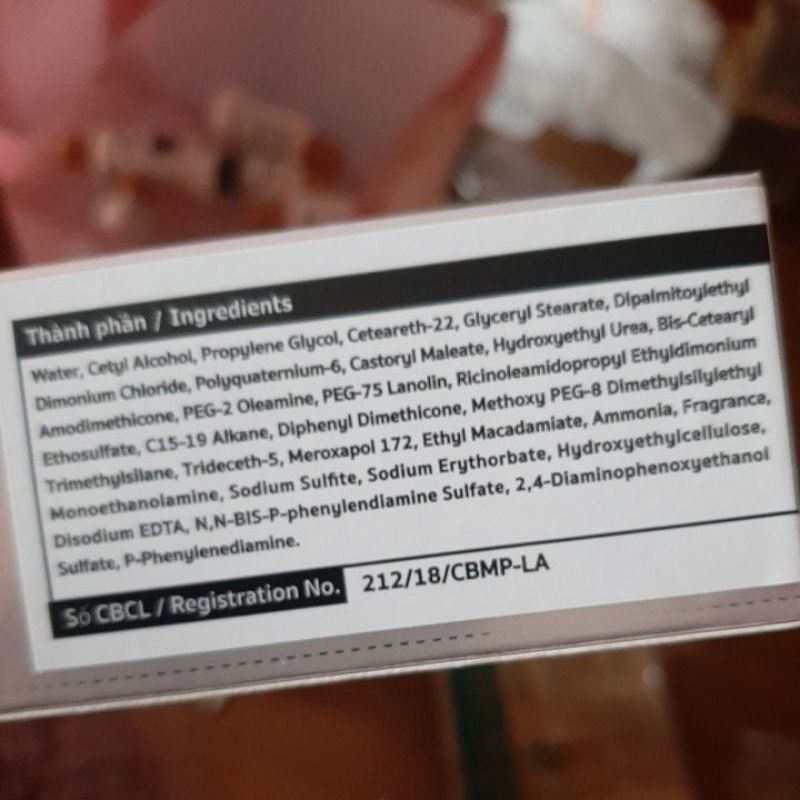 Thành phần / Ingredients
Water, Cetyl Alcohol, Propylene Glycol, Ceteareth-22, Glyceryl Stearate, Dipalmitoylethyl
Dimonium Chloride, Polyquaternium-6, Castoryl Maleate, Hydroxyethyl Urea, Bis-Cetearyl
Amodimethicone, PEG-2 Oleamine, PEG-75 Lanolin, Ricinoleamidopropyl Ethyldimonium
Ethosulfate, C15-19 Alkane, Diphenyl Dimethicone, Methoxy PEG-8 Dimethylsilylethyl
Trimethylsilane, Trideceth-5, Meroxapol 172, Ethyl Macadamiate, Ammonia, Fragrance,
Monoethanolamine, Sodium Sulfite, Sodium Erythorbate, Hydroxyethylcellulose,
Disodium EDTA, N,N-BIS-P-phenylendiamine Sulfate, 2,4-Diaminophenoxyethanol
Sulfate, P-Phenylenediamine.
Số CBCL / Registration No. 212/18/CBMP-LA